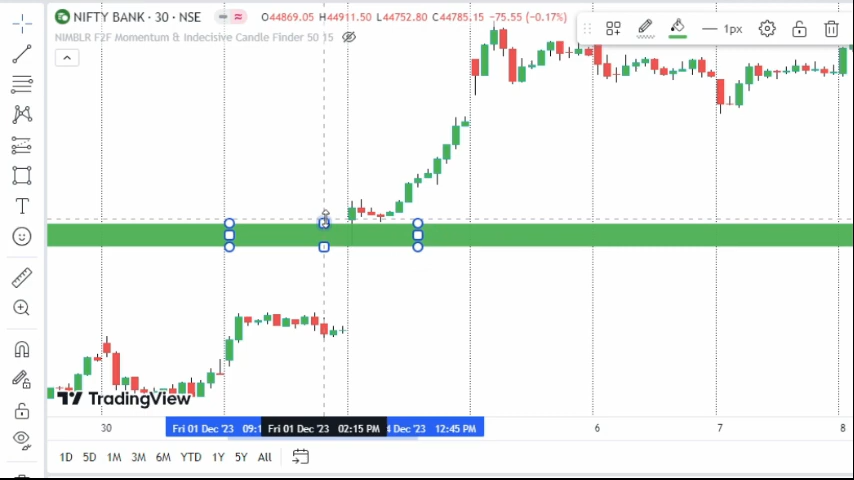 NIFTY BANK · 30 · NSE O44869.05 H44911.50 L44752.80 C44785.15 -75.55 (-0.17%)
NIMBLR F2F Momentum & Indecisive Candle Finder 50 15
1px
T
TradingView
Fri 01 Dec '23 09:1 Fri 01 Dec '23 02:15 PM Dec '23 12:45 PM
30 6 7 8
1D 5D 1M 3M 6M YTD 1Y 5Y All